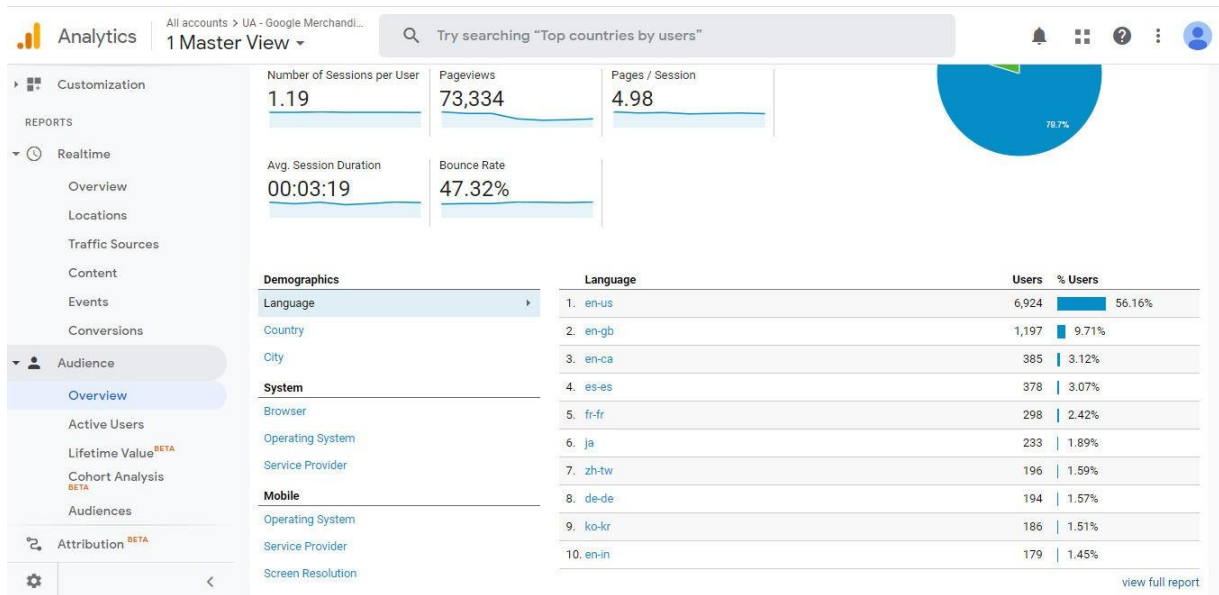 Analytics
All accounts > UA - Google Merchandi...
1 Master View
Try searching “Top countries by users”
Customization
REPORTS
Realtime
Overview
Locations
Traffic Sources
Content
Events
Conversions
Audience
Overview
Active Users
Lifetime Value BETA
Cohort Analysis
BETA
Audiences
Attribution BETA
Number of Sessions per User
1.19
Pageviews
73,334
Pages / Session
4.98
Avg. Session Duration
00:03:19
Bounce Rate
47.32%
79.7%
Demographics
Language
Country
City
System
Browser
Operating System
Service Provider
Mobile
Operating System
Service Provider
Screen Resolution
Language Users % Users
1. en-us 6,924 56.16%
2. en-gb 1,197 9.71%
3. en-ca 385 3.12%
4. es-es 378 3.07%
5. fr-fr 298 2.42%
6. ja 233 1.89%
7. zh-tw 196 1.59%
8. de-de 194 1.57%
9. ko-kr 186 1.51%
10. en-in 179 1.45%
view full report